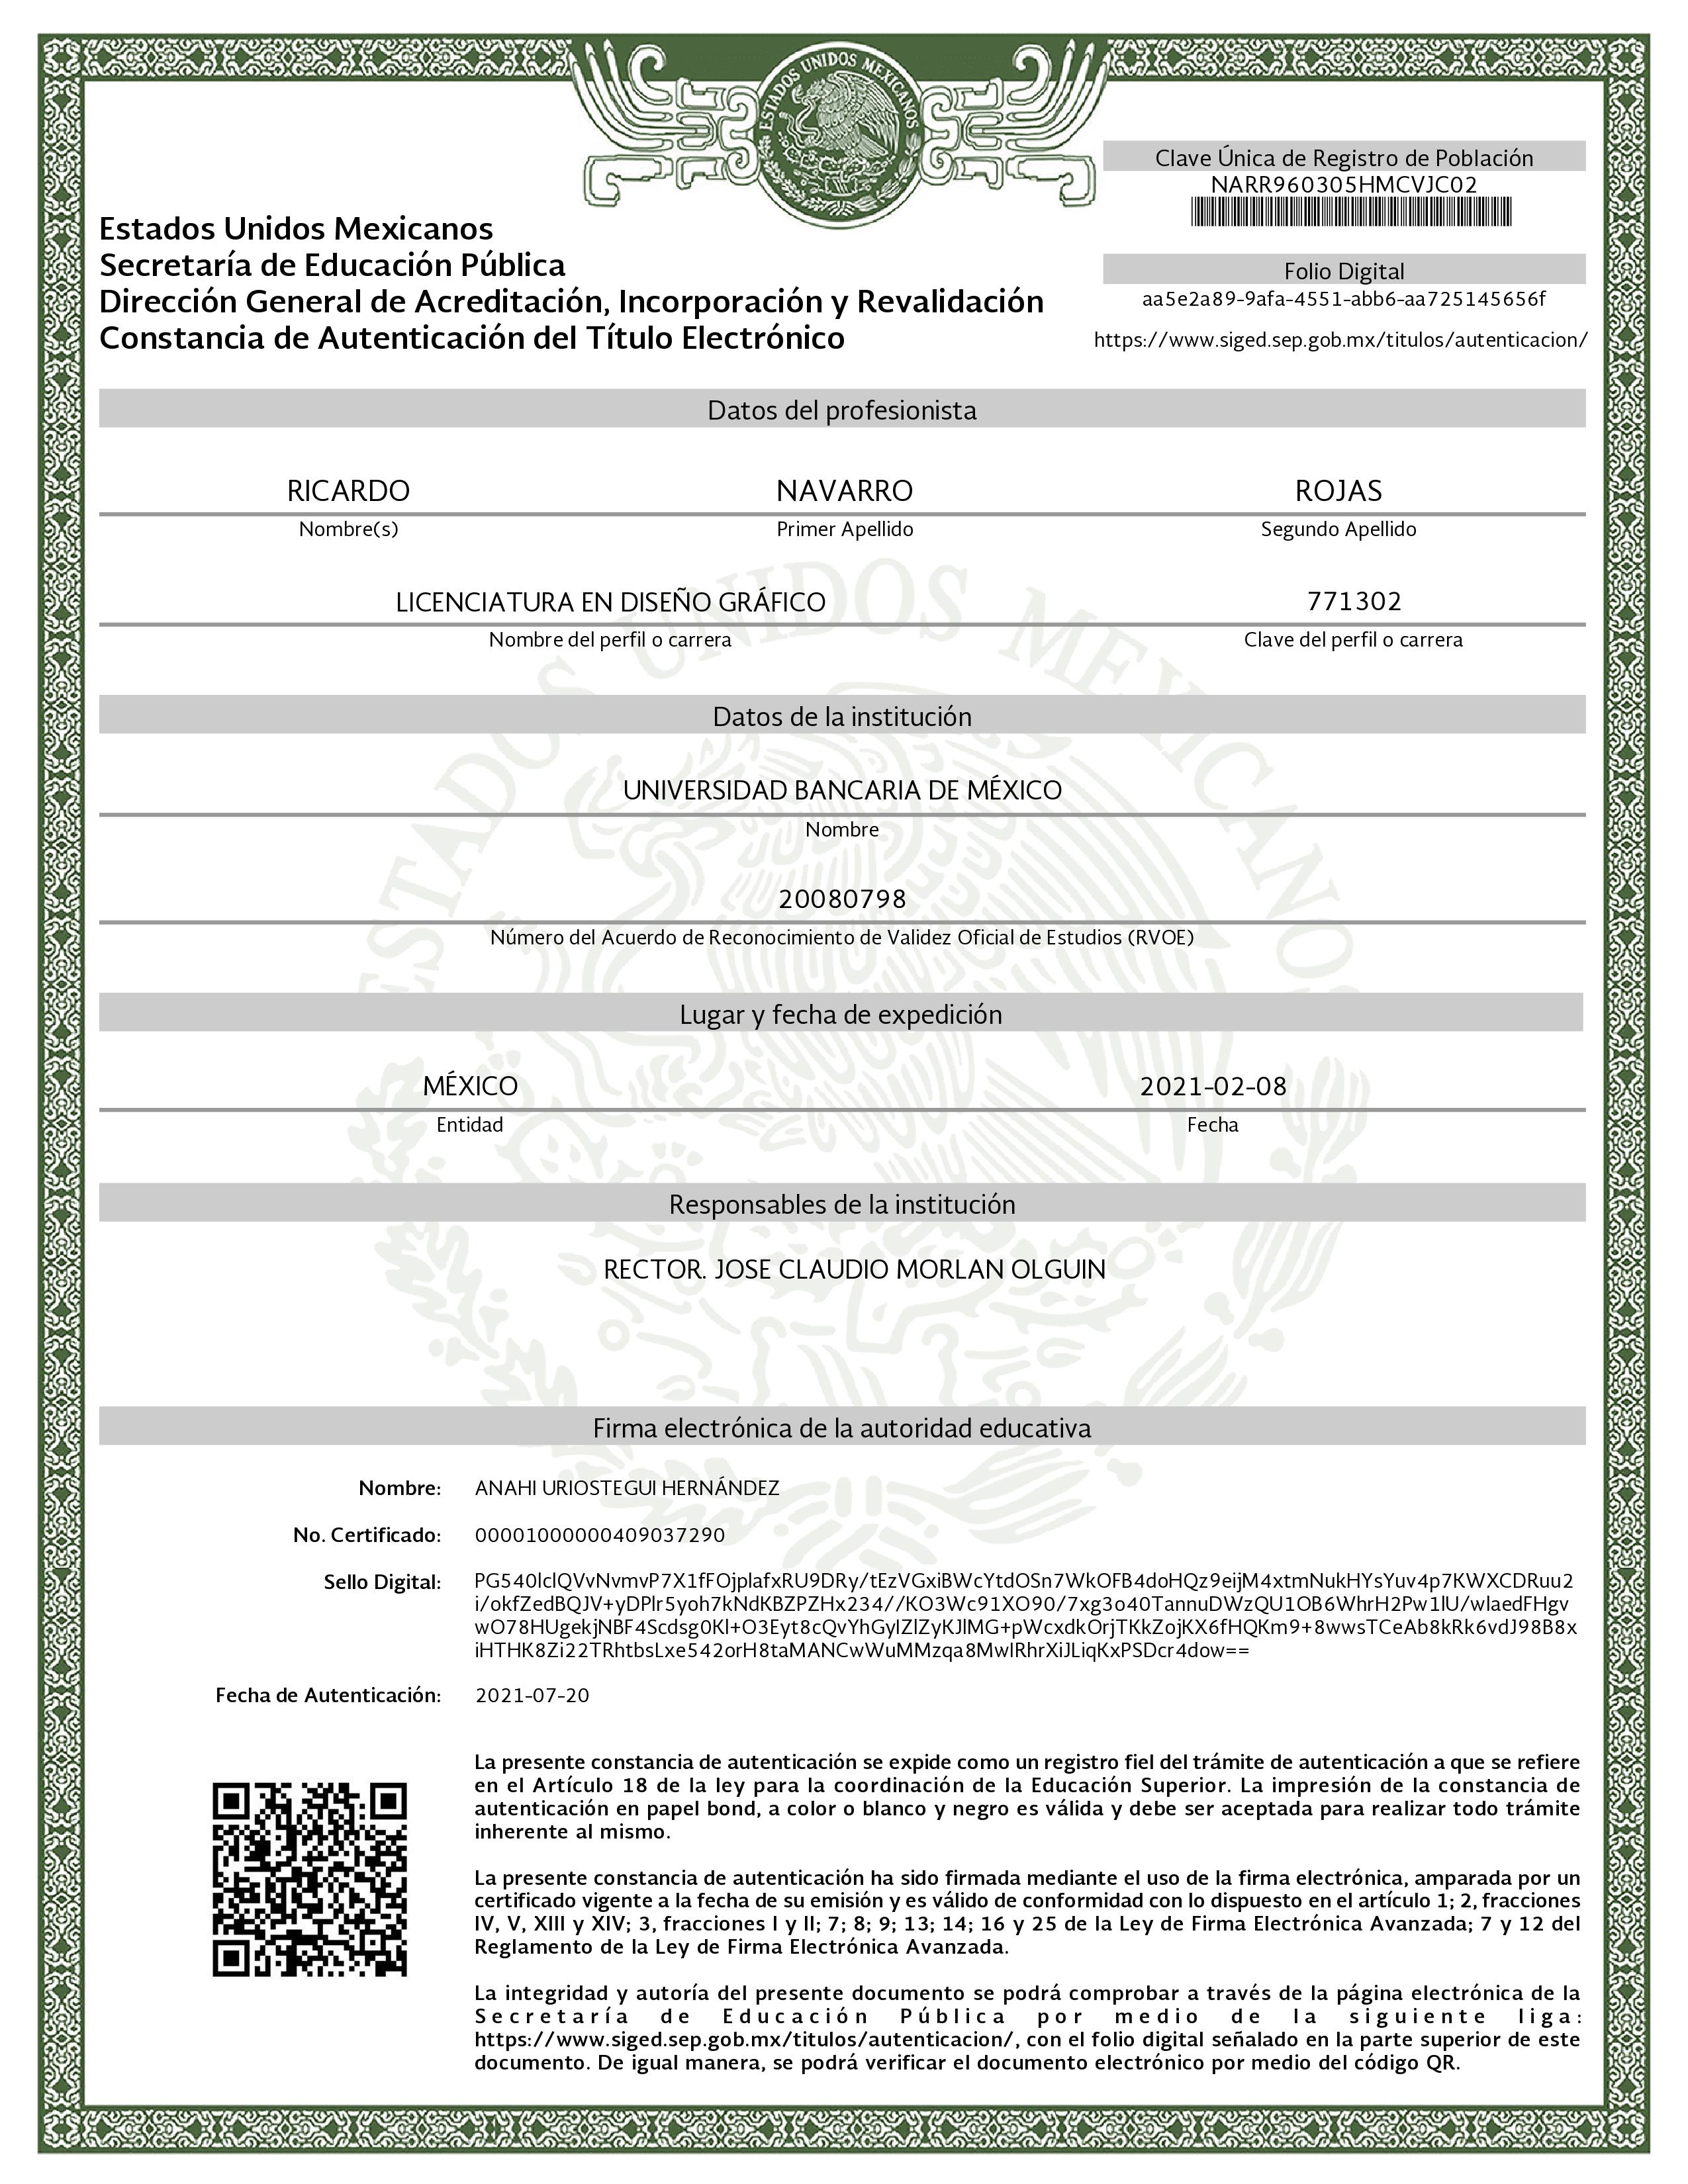 ESTADOS UNIDOS MEXICANOS
Clave Única de Registro de Población
NARR960305HMCVJC02
Estados Unidos Mexicanos
Secretaría de Educación Pública
Dirección General de Acreditación, Incorporación y Revalidación
Constancia de Autenticación del Título Electrónico
Folio Digital
aa5e2a89-9afa-4551-abb6-aa725145656f
https://www.siged.sep.gob.mx/titulos/autenticacion/
Datos del profesionista
RICARDO NAVARRO ROJAS
Nombre(s) Primer Apellido Segundo Apellido
LICENCIATURA EN DISEÑO GRÁFICO 771302
Nombre del perfil o carrera Clave del perfil o carrera
ESTADOS UNIDOS MEXICANOS
Datos de la institución
UNIVERSIDAD BANCARIA DE MÉXICO
Nombre
20080798
Número del Acuerdo de Reconocimiento de Validez Oficial de Estudios (RVOE)
Lugar y fecha de expedición
MÉXICO 2021-02-08
Entidad Fecha
Responsables de la institución
RECTOR. JOSE CLAUDIO MORLAN OLGUIN
Firma electrónica de la autoridad educativa
Nombre: ANAHI URIOSTEGUI HERNÁNDEZ
No. Certificado: 00001000000409037290
Sello Digital: PG540lclQVvNvmvP7X1fFOjplafxRU9DRy/tEzVGxiBWcYtdOSn7WkOFB4doHQz9eijM4xtmNukHYsYuv4p7KWXCDRuu2
i/okfZedBQJV+yDPlr5yoh7kNdKBZPZHx234//KO3Wc91XO90/7xg3o40TannuDWzQU1OB6WhrH2Pw1lU/wlaedFHgv
wO78HUgekjNBF4Scdsg0Kl+O3Eyt8cQvYhGylZlZyKJlMG+pWcxdkOrjTKkZojKX6fHQKm9+8wwsTCeAb8kRk6vdJ98B8x
iHTHK8Zi22TRhtbsLxe542orH8taMANCwWuMMzqa8MwlRhrXiJLiqKxPSDcr4dow==
Fecha de Autenticación: 2021-07-20
La presente constancia de autenticación se expide como un registro fiel del trámite de autenticación a que se refiere
en el Artículo 18 de la ley para la coordinación de la Educación Superior. La impresión de la constancia de
autenticación en papel bond, a color o blanco y negro es válida y debe ser aceptada para realizar todo trámite
inherente al mismo.
La presente constancia de autenticación ha sido firmada mediante el uso de la firma electrónica, amparada por un
certificado vigente a la fecha de su emisión y es válido de conformidad con lo dispuesto en el artículo 1; 2, fracciones
IV, V, XIII y XIV; 3, fracciones I y II; 7; 8; 9; 13; 14; 16 y 25 de la Ley de Firma Electrónica Avanzada; 7 y 12 del
Reglamento de la Ley de Firma Electrónica Avanzada.
La integridad y autoría del presente documento se podrá comprobar a través de la página electrónica de la
Secretaría de Educación Pública por medio de la siguiente liga:
https://www.siged.sep.gob.mx/titulos/autenticacion/, con el folio digital señalado en la parte superior de este
documento. De igual manera, se podrá verificar el documento electrónico por medio del código QR.